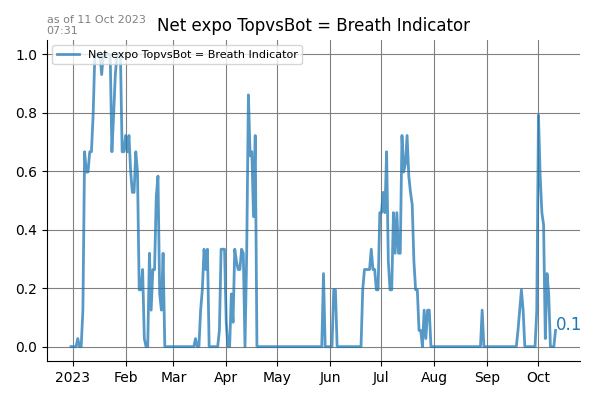 as of 11 Oct 2023
07:31
Net expo TopvsBot = Breath Indicator
Net expo TopvsBot = Breath Indicator
1.0
0.8
0.6
0.4
0.2
0.0
0.1
2023 Feb Mar Apr May Jun Jul Aug Sep Oct